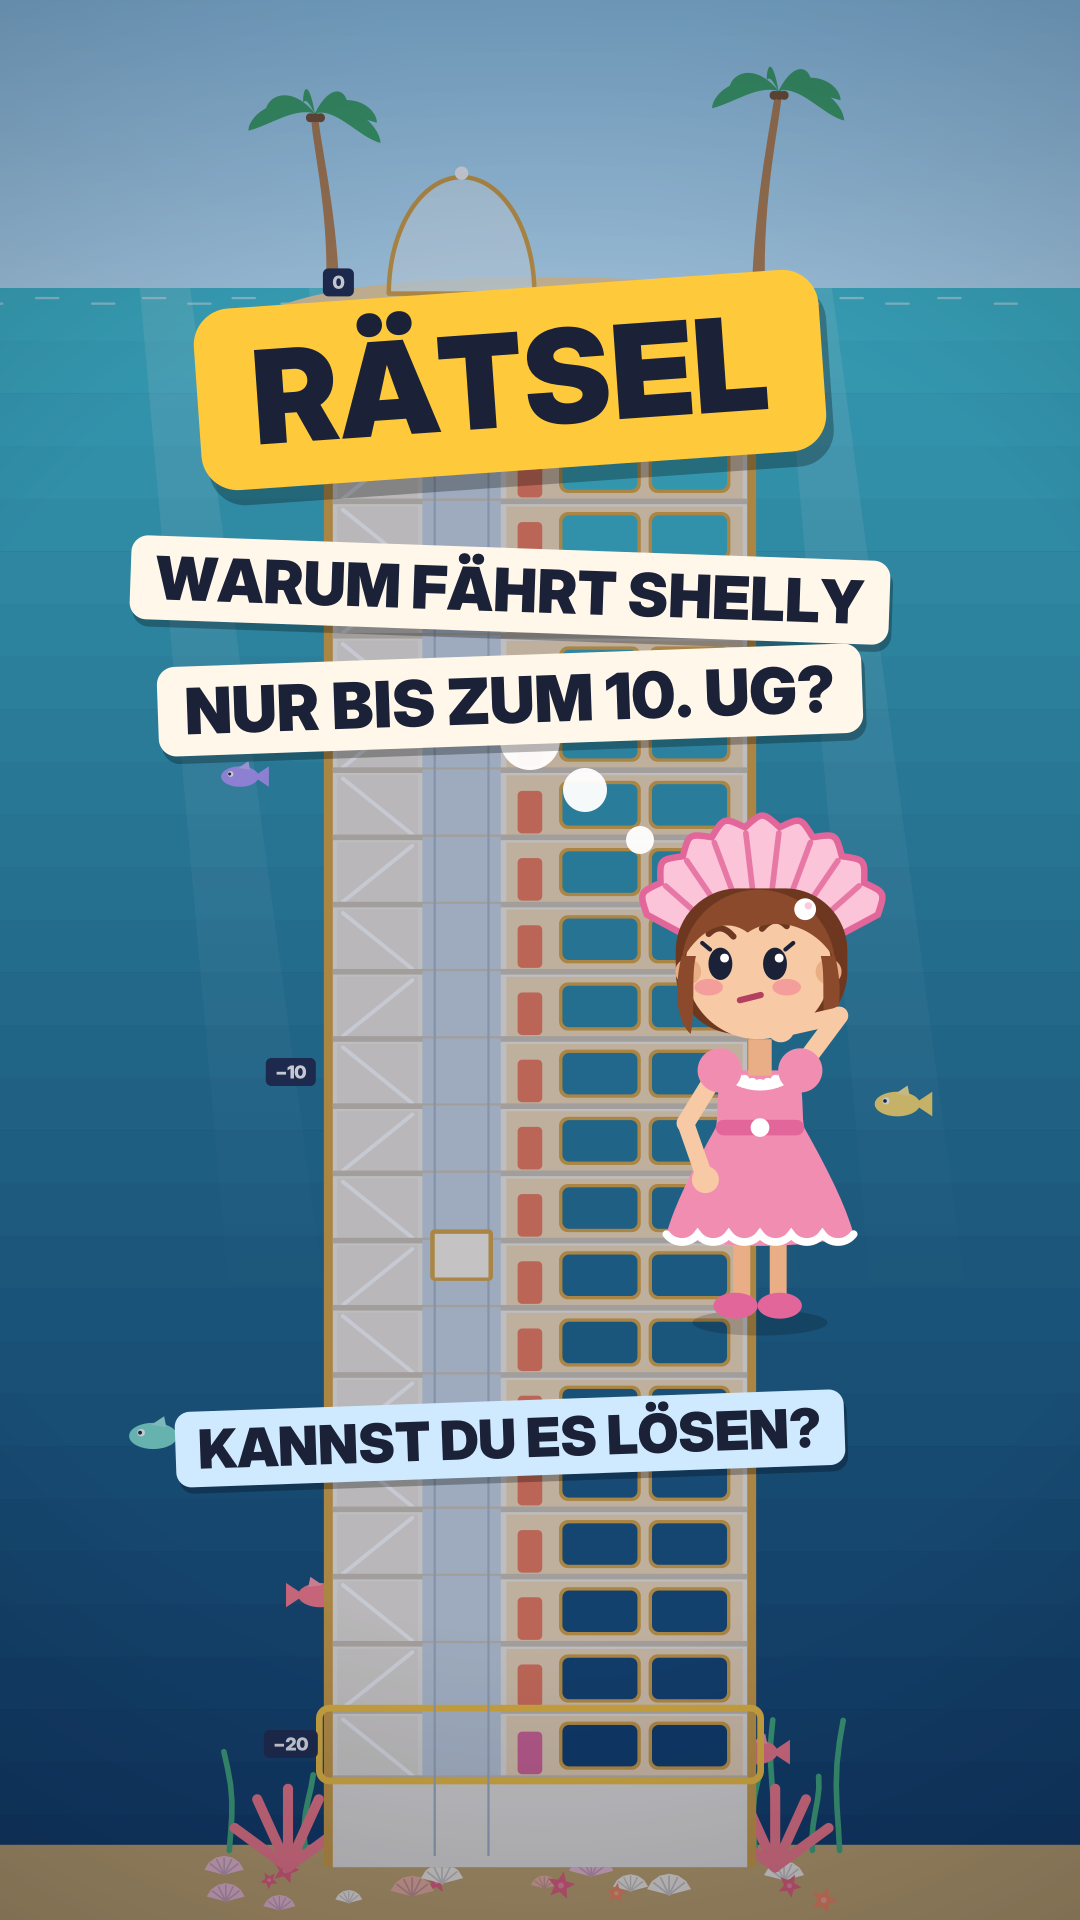 0
RÄTSEL
WARUM FÄHRT SHELLY
NUR BIS ZUM 10. UG?
−10
KANNST DU ES LÖSEN?
−20